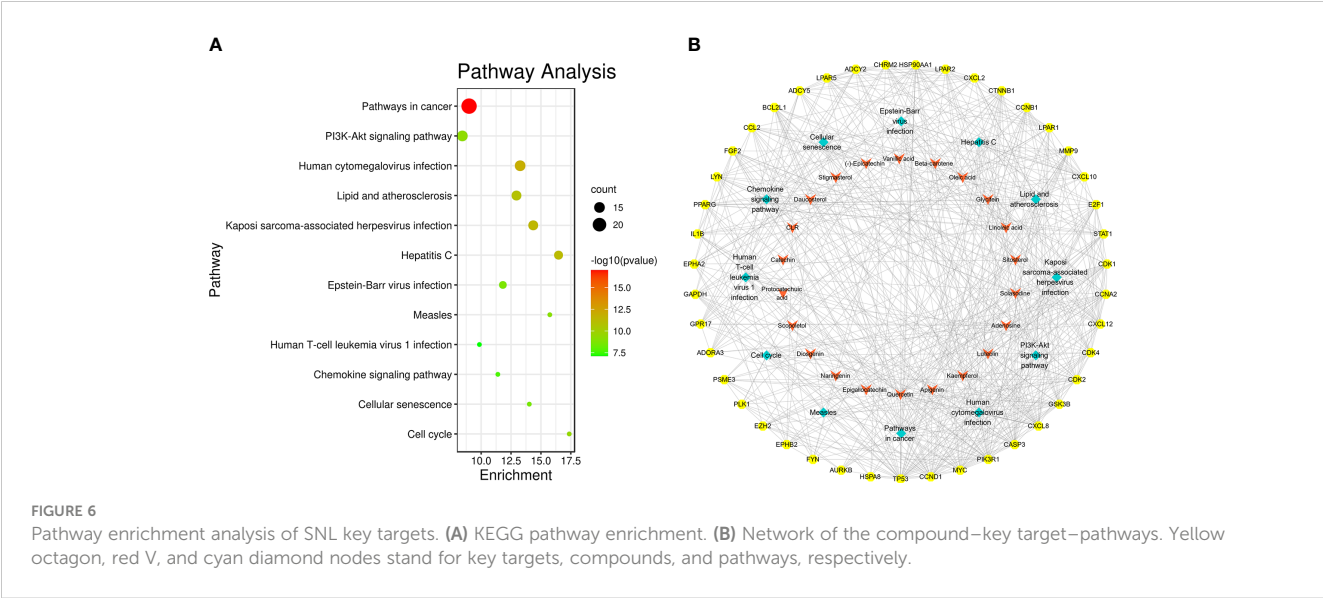 A
Pathway Analysis
Pathway
Pathways in cancer
PI3K-Akt signaling pathway
Human cytomegalovirus infection
Lipid and atherosclerosis
Kaposi sarcoma-associated herpesvirus infection
Hepatitis C
Epstein-Barr virus infection
Measles
Human T-cell leukemia virus 1 infection
Chemokine signaling pathway
Cellular senescence
Cell cycle
10.0 12.5 15.0 17.5
Enrichment
count
15
20
-log10(pvalue)
15.0
12.5
10.0
7.5
B
CHRM2
HSP90AA1
LPAR2
CXCL2
CTNNB1
CCNB1
LPAR1
MMP9
CXCL10
E2F1
STAT1
CDK1
CCNA2
CXCL12
CDK4
CDK2
GSK3B
CXCL8
CASP3
PIK3R1
MYC
CCND1
TP53
HSPA8
AURKB
FYN
EPHB2
EZH2
PLK1
PSME3
ADORA3
GPR17
GAPDH
EPHA2
IL1B
PPARG
LYN
FGF2
CCL2
BCL2L1
ADCY5
LPAR5
ADCY2
Epstein-Barr
virus
infection
Hepatitis C
Lipid and
atherosclerosis
Kaposi
sarcoma-associated
herpesvirus
infection
PI3K-Akt
signaling
pathway
Human
cytomegalovirus
infection
Pathways
in cancer
Measles
Cell cycle
Human
T-cell
leukemia
virus 1
infection
Chemokine
signaling
pathway
Cellular
senescence
Vanillic acid
Beta-carotene
Oleic acid
Glycitein
Linoleic acid
Sitosterol
Solasodine
Adenosine
Luteolin
Kaempferol
Apigenin
Quercetin
Epigallocatechin
Naringenin
Diosgenin
Scopoletol
Protocatechuic
acid
Catechin
CLR
Daucosterol
Stigmasterol
(-)-Epicatechin
FIGURE 6
Pathway enrichment analysis of SNL key targets. (A) KEGG pathway enrichment. (B) Network of the compound–key target–pathways. Yellow
octagon, red V, and cyan diamond nodes stand for key targets, compounds, and pathways, respectively.